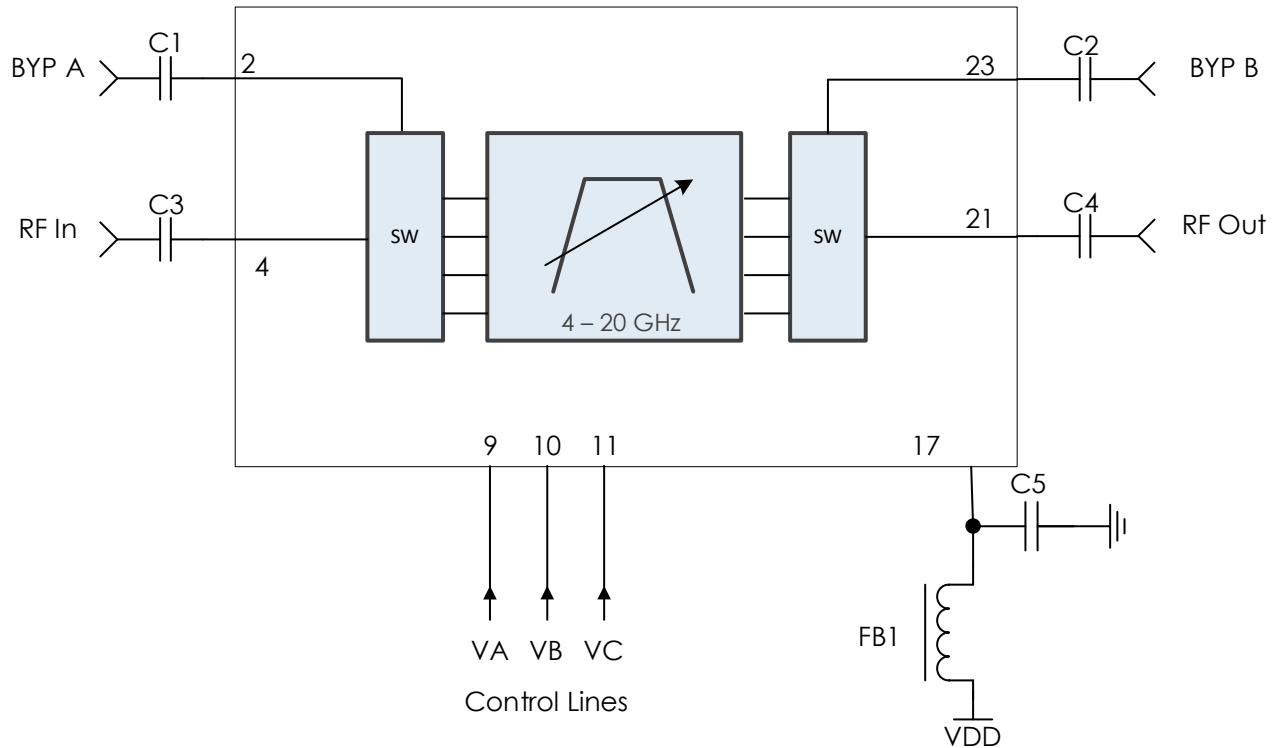 C1
C2
BYP A
2
23
BYP B
C3
C4
RF In
SW
SW
21
RF Out
4
4 – 20 GHz
9
10
11
17
C5
FB1
VA
VB
VC
Control Lines
VDD